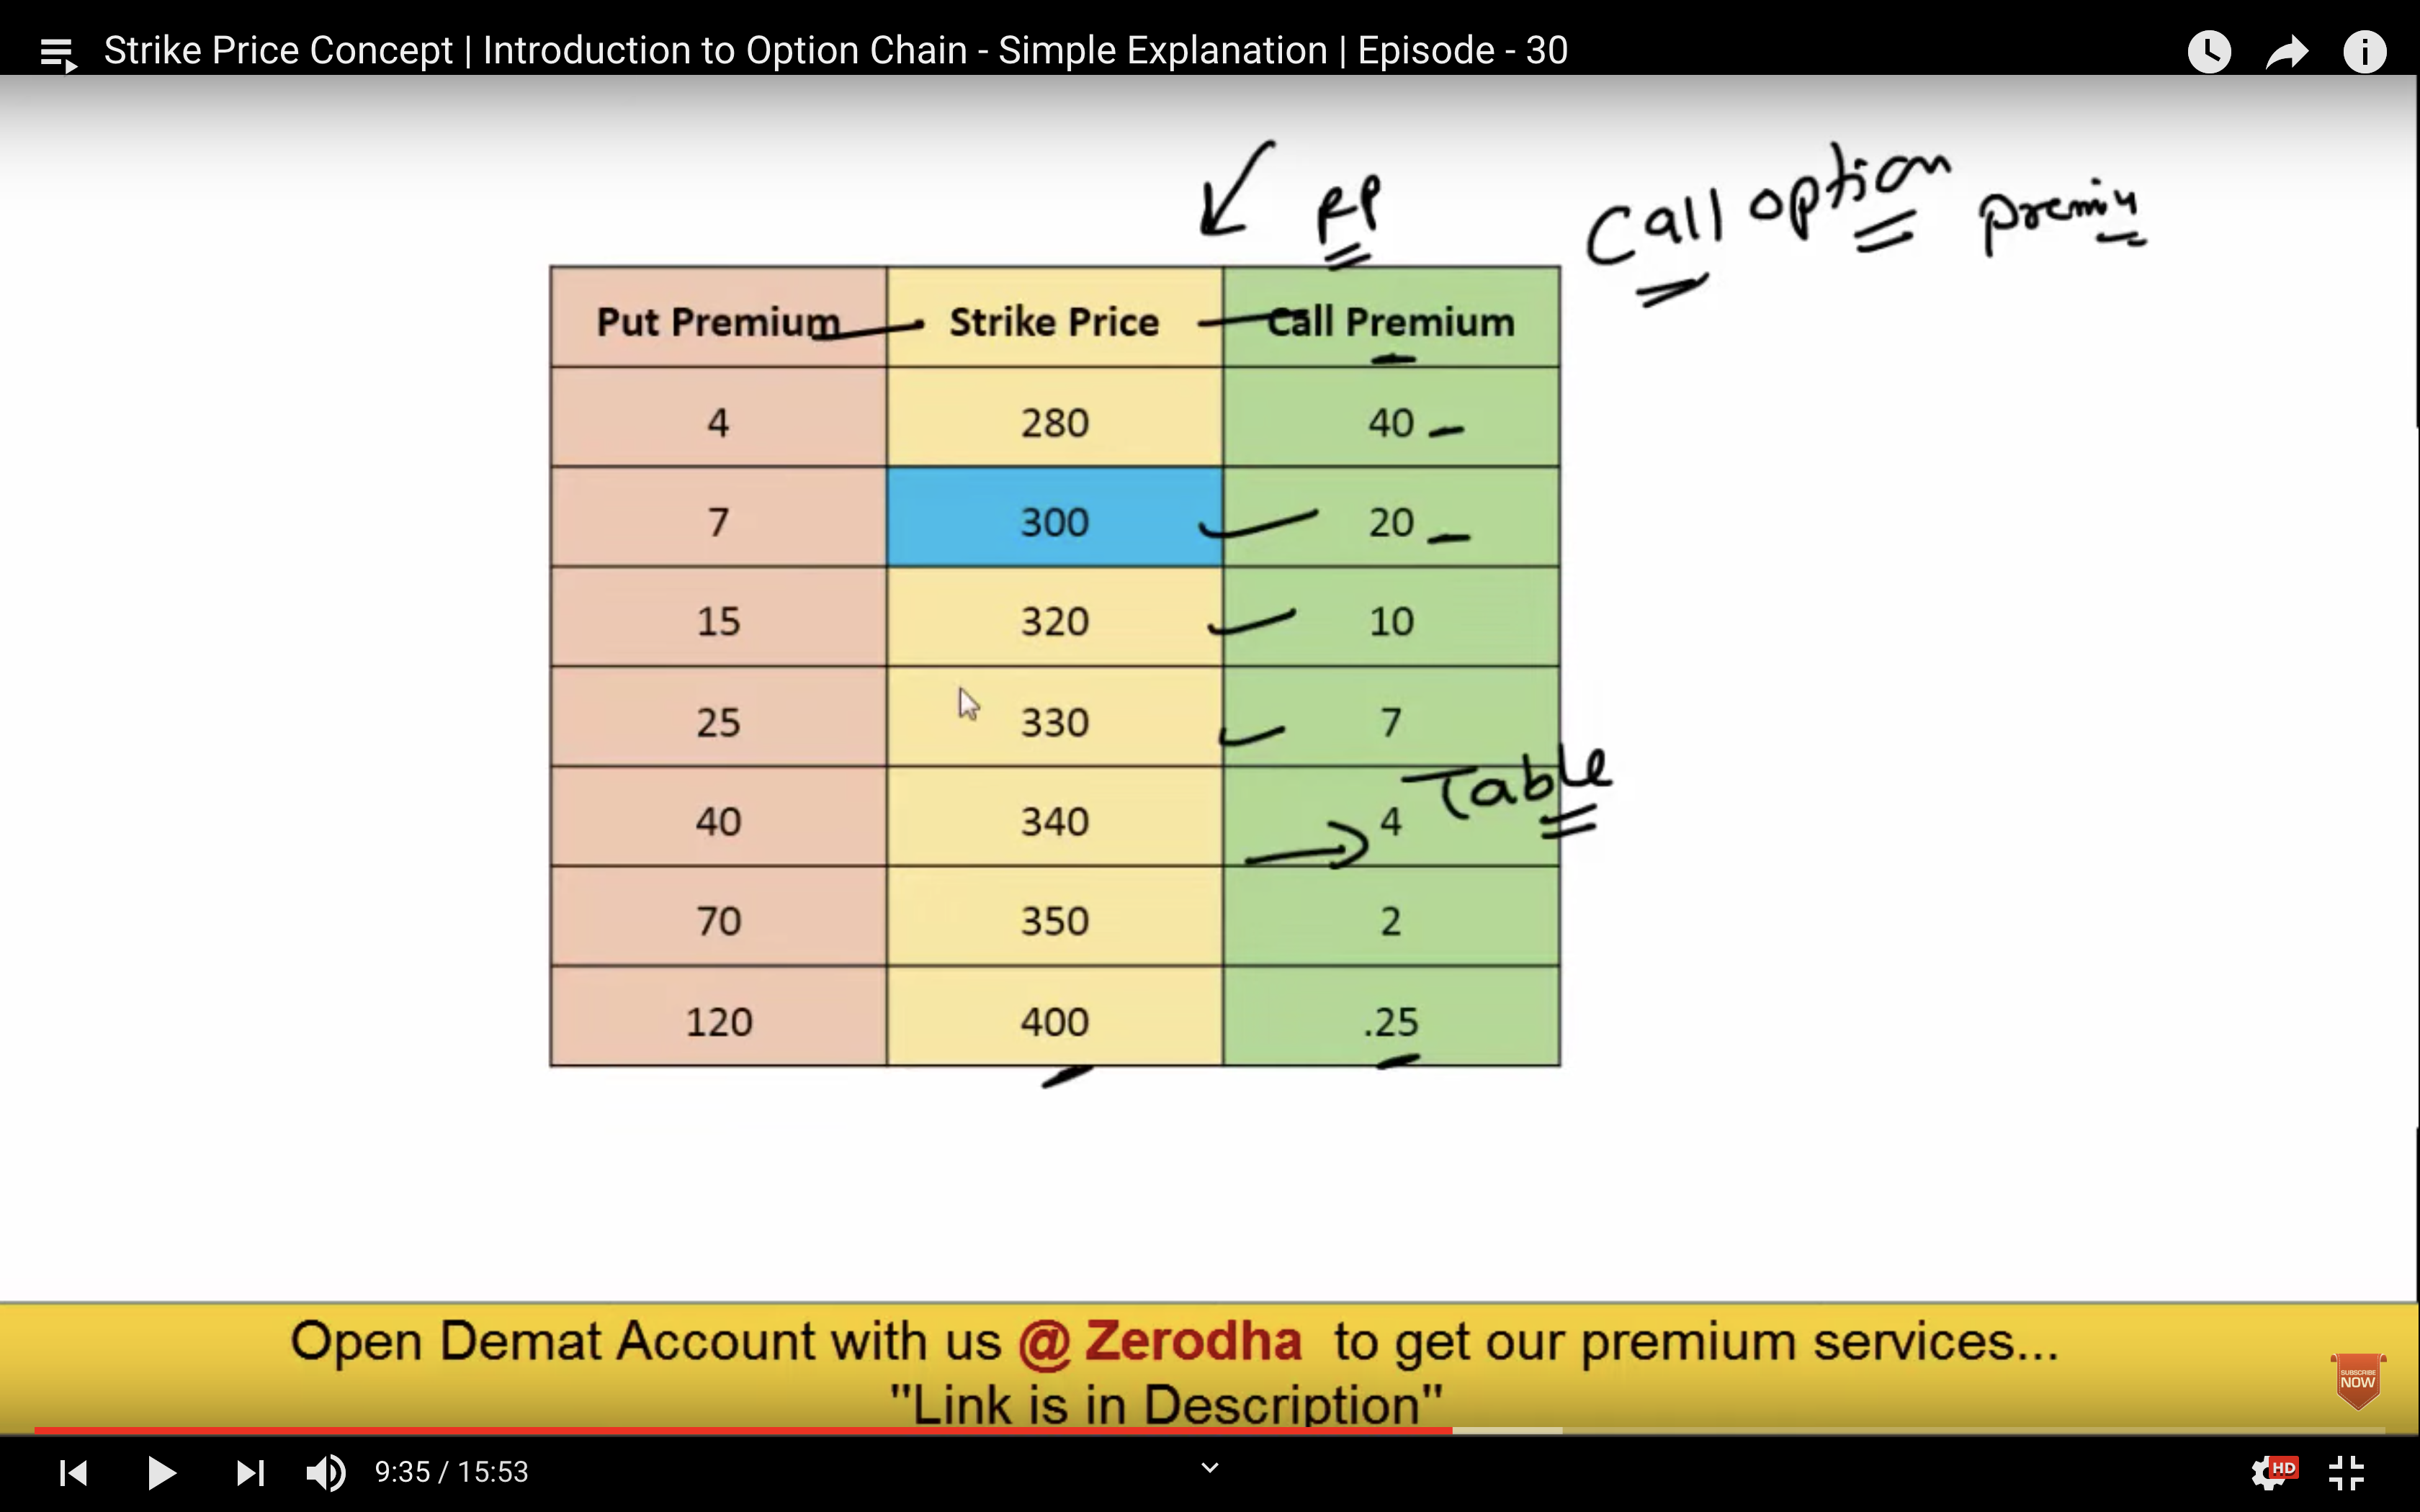 Strike Price Concept | Introduction to Option Chain - Simple Explanation | Episode - 30
RP
Call option premiu
Put Premium Strike Price Call Premium
4 280 40
7 300 20
15 320 10
25 330 7
Table
40 340 4
70 350 2
120 400 .25
Open Demat Account with us @ Zerodha to get our premium services...
"Link is in Description"
SUBSCRIBE
NOW
9:35 / 15:53
HD